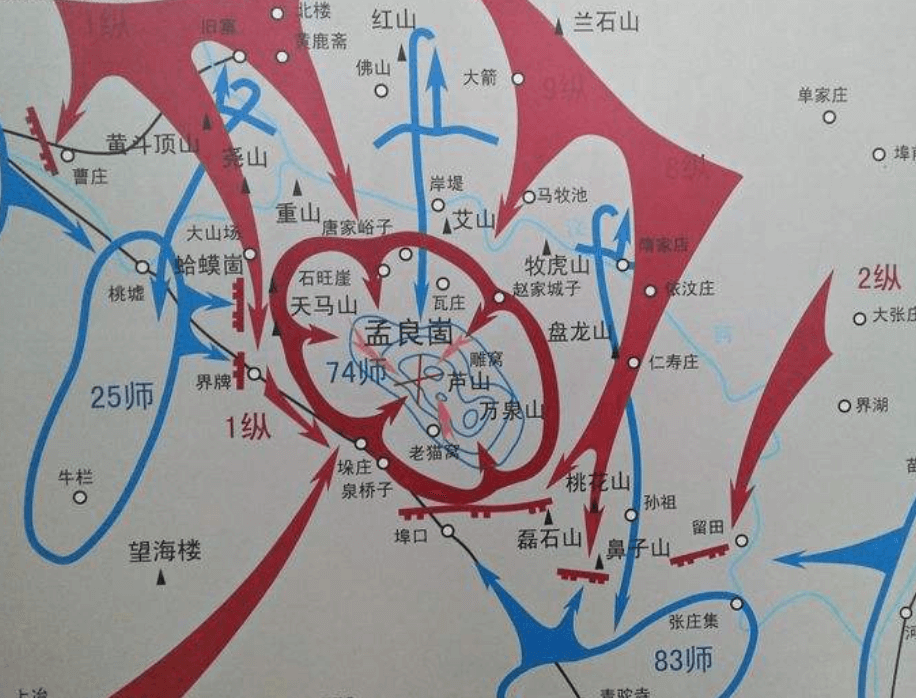 1纵
旧寨
北楼
黄鹿斋
红山
佛山
兰石山
大箭
9纵
单家庄
埠
黄斗顶山
曹庄
尧山
重山
唐家峪子
岸堤
艾山
马牧池
8纵
大山场
蛤蟆崮
桃墟
石旺崖
天马山
瓦庄
赵家城子
牧虎山
隋家店
依汶庄
2纵
大张庄
孟良崮
盘龙山
仁寿庄
25师
界牌
74师
雕窝
芦山
万泉山
界湖
河
1纵
老猫窝
垛庄
泉桥子
牛栏
望海楼
埠口
桃花山
磊石山
鼻子山
孙祖
留田
张庄集
83师
青驼寺
上冶
河